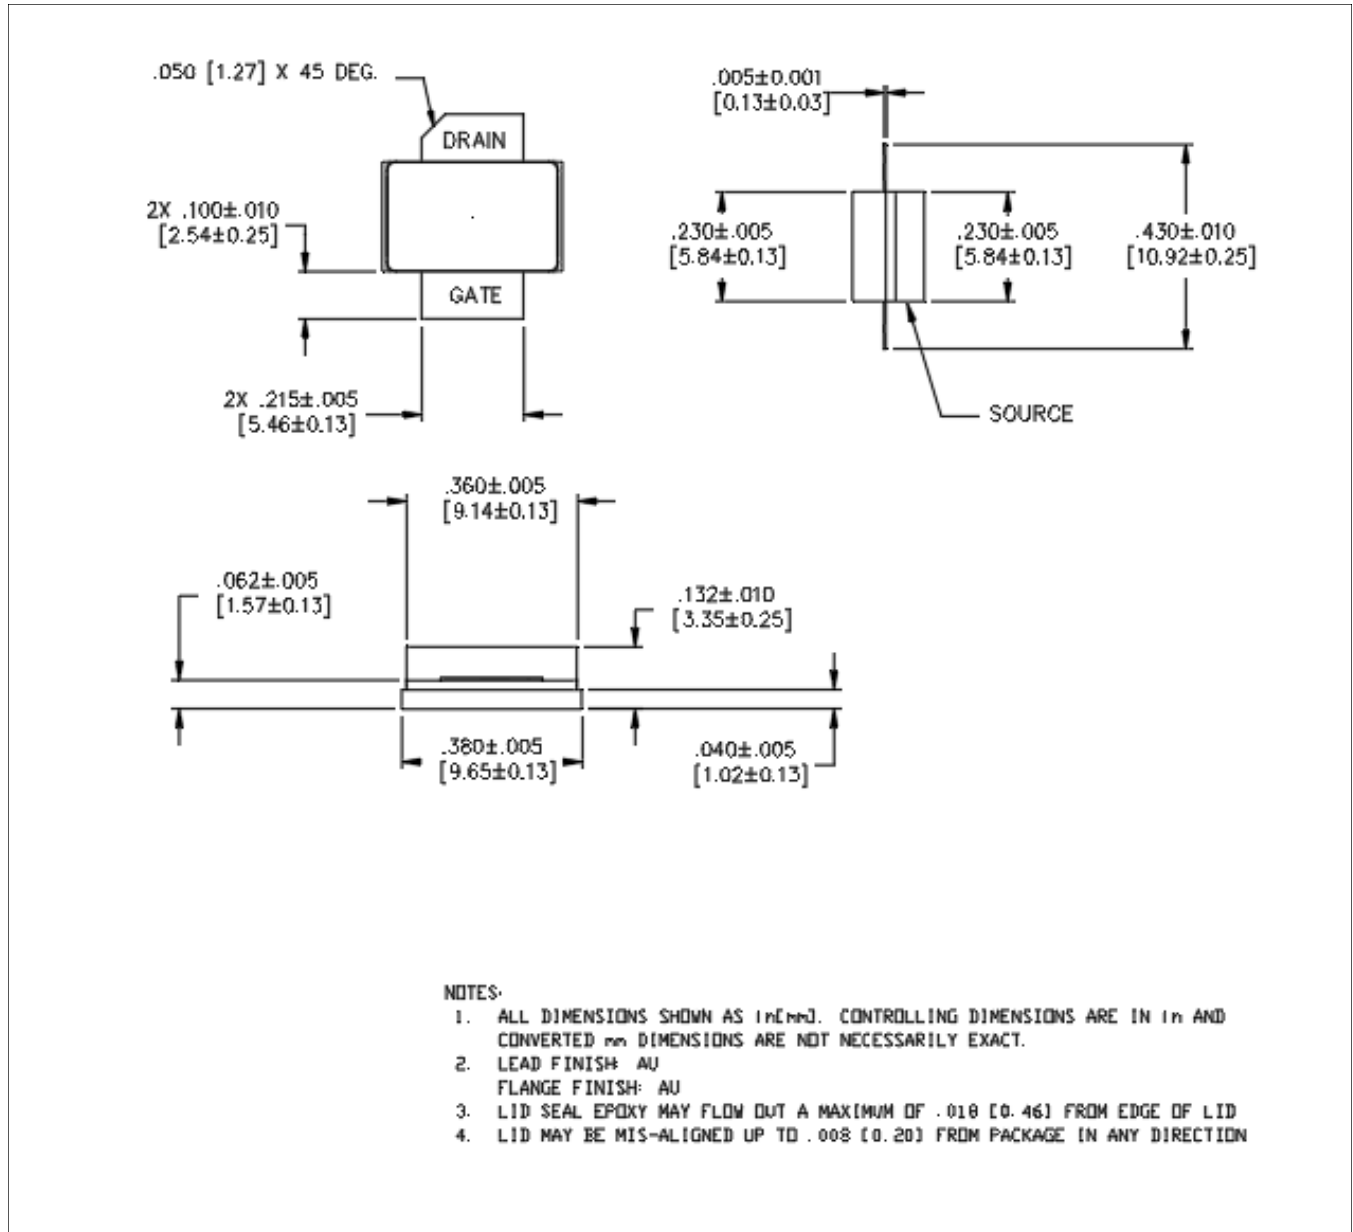 .050 [1.27] X 45 DEG.
DRAIN
2X .100±.010
[2.54±0.25]
GATE
2X .215±.005
[5.46±0.13]
.005±0.001
[0.13±0.03]
.230±.005
[5.84±0.13]
.230±.005
[5.84±0.13]
.430±.010
[10.92±0.25]
SOURCE
.360±.005
[9.14±0.13]
.062±.005
[1.57±0.13]
.132±.010
[3.35±0.25]
.380±.005
[9.65±0.13]
.040±.005
[1.02±0.13]
NOTES:
1. ALL DIMENSIONS SHOWN AS in[mm]. CONTROLLING DIMENSIONS ARE IN in AND
CONVERTED mm DIMENSIONS ARE NOT NECESSARILY EXACT.
2. LEAD FINISH: AU
FLANGE FINISH: AU
3. LID SEAL EPOXY MAY FLOW OUT A MAXIMUM OF .018 [0.46] FROM EDGE OF LID
4. LID MAY BE MIS-ALIGNED UP TO .008 [0.20] FROM PACKAGE IN ANY DIRECTION